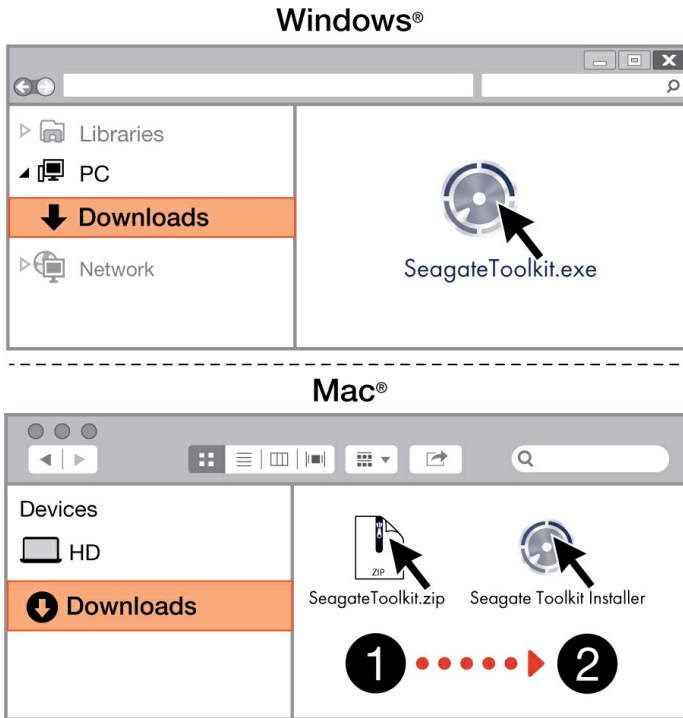 Windows®
Libraries
PC
Downloads
SeagateToolkit.exe
Network
Mac®
Devices
HD
Downloads
ZIP
SeagateToolkit.zip
Seagate Toolkit Installer
1
2